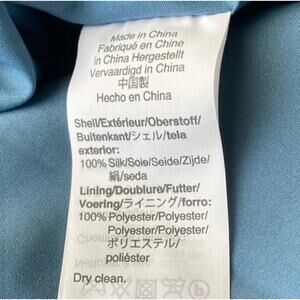 Made in China
Fabriqué en Chine
in China Hergestellt
Vervaardigd in China
中国製
Hecho en China
Shell/Extérieur/Oberstoff/
Buitenkant/シェル/tela
exterior:
100% Silk/Soie/Seide/Zijde/
絹/seda
Lining/Doublure/Futter/
Voering/ライニング/forro:
100% Polyester/Polyester/
Polyester/Polyester/
ポリエステル/
poliéster
Dry clean.